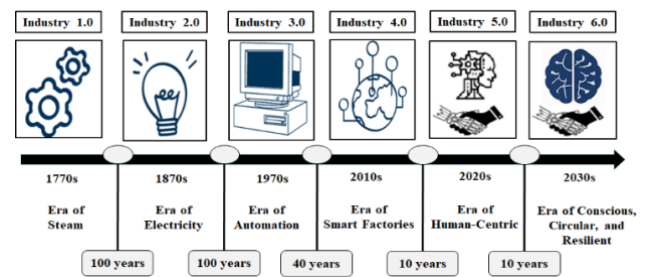 Industry 1.0 Industry 2.0 Industry 3.0 Industry 4.0 Industry 5.0 Industry 6.0
1770s 1870s 1970s 2010s 2020s 2030s
Era of Era of Era of Era of Era of Era of Conscious,
Steam Electricity Automation Smart Factories Human-Centric Circular, and
Resilient
100 years 100 years 40 years 10 years 10 years